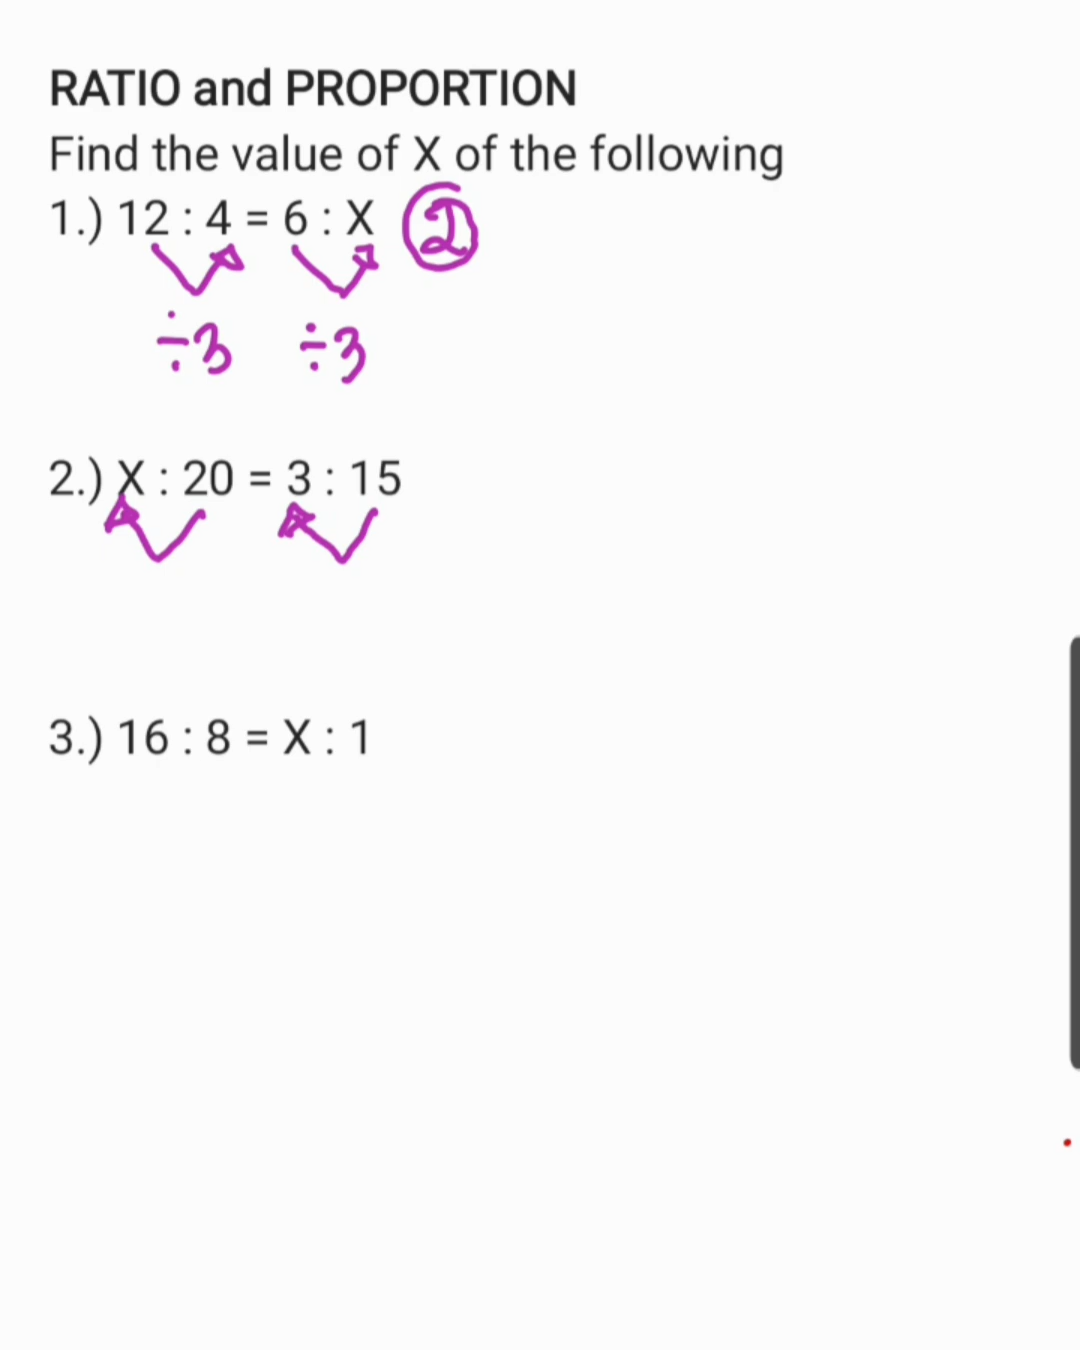 RATIO and PROPORTION
Find the value of X of the following
1.) 12 : 4 = 6 : X 2
÷3 ÷3
2.) X : 20 = 3 : 15
3.) 16 : 8 = X : 1